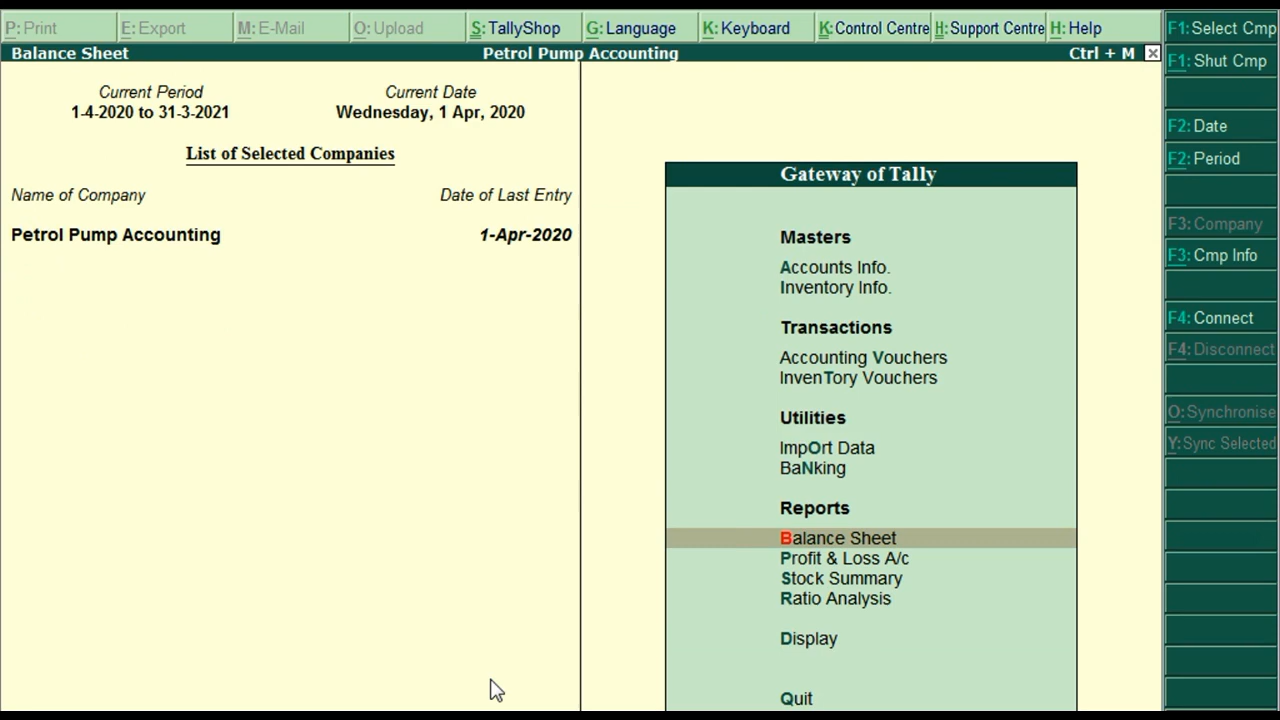 P: Print E: Export M: E-Mail O: Upload S: TallyShop G: Language K: Keyboard K: Control Centre H: Support Centre H: Help
Balance Sheet Petrol Pump Accounting Ctrl + M
Current Period Current Date
1-4-2020 to 31-3-2021 Wednesday, 1 Apr, 2020
List of Selected Companies
Name of Company Date of Last Entry
Petrol Pump Accounting 1-Apr-2020
Gateway of Tally
Masters
Accounts Info.
Inventory Info.
Transactions
Accounting Vouchers
InvenTory Vouchers
Utilities
ImpOrt Data
BaNking
Reports
Balance Sheet
Profit & Loss A/c
Stock Summary
Ratio Analysis
Display
Quit
F1: Select Cmp
F1: Shut Cmp
F2: Date
F2: Period
F3: Company
F3: Cmp Info
F4: Connect
F4: Disconnect
O: Synchronise
Y: Sync Selected